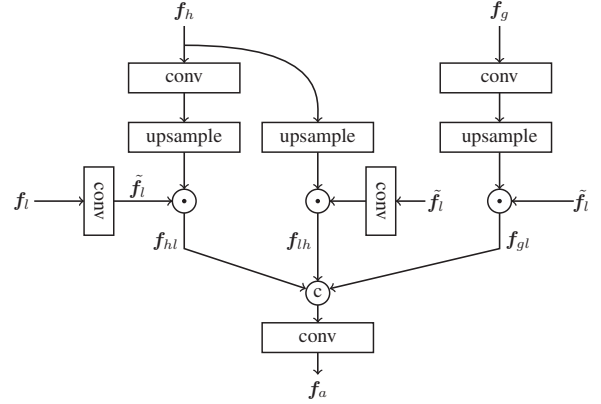 f_h f_g
conv conv
upsample upsample upsample
f_l conv f̃_l conv f̃_l f̃_l
f_hl f_lh f_gl
c
conv
f_a